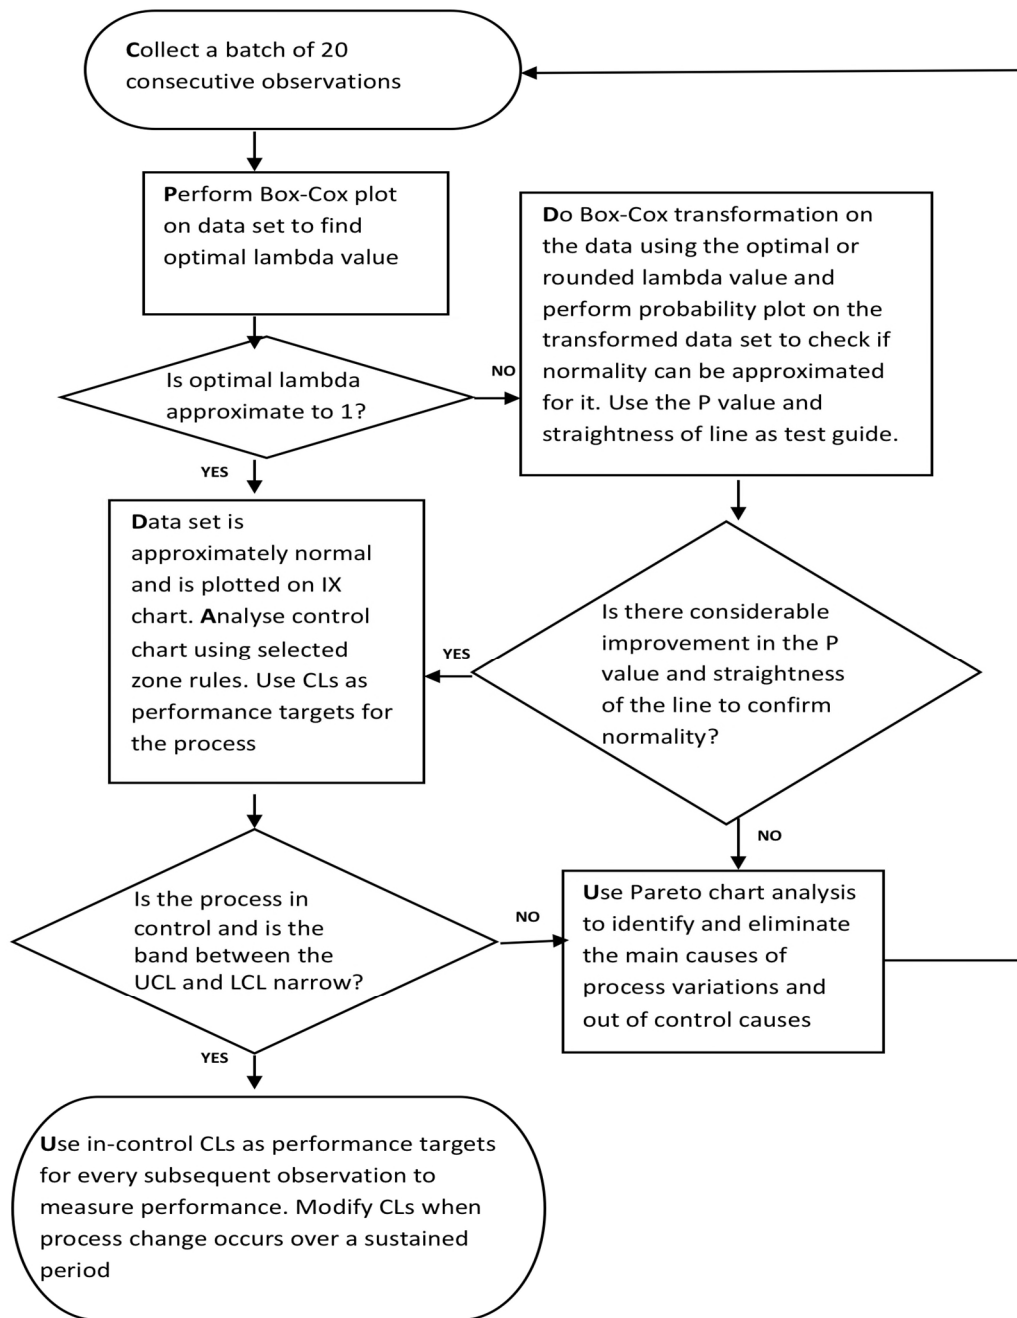 Collect a batch of 20
consecutive observations
Perform Box-Cox plot
on data set to find
optimal lambda value
Do Box-Cox transformation on
the data using the optimal or
rounded lambda value and
perform probability plot on the
transformed data set to check if
normality can be approximated
for it. Use the P value and
straightness of line as test guide.
Is optimal lambda
approximate to 1?
NO
YES
Data set is
approximately normal
and is plotted on IX
chart. Analyse control
chart using selected
zone rules. Use CLs as
performance targets for
the process
Is there considerable
improvement in the P
value and straightness
of the line to confirm
normality?
YES
NO
Is the process in
control and is the
band between the
UCL and LCL narrow?
NO
YES
Use Pareto chart analysis
to identify and eliminate
the main causes of
process variations and
out of control causes
Use in-control CLs as performance targets
for every subsequent observation to
measure performance. Modify CLs when
process change occurs over a sustained
period